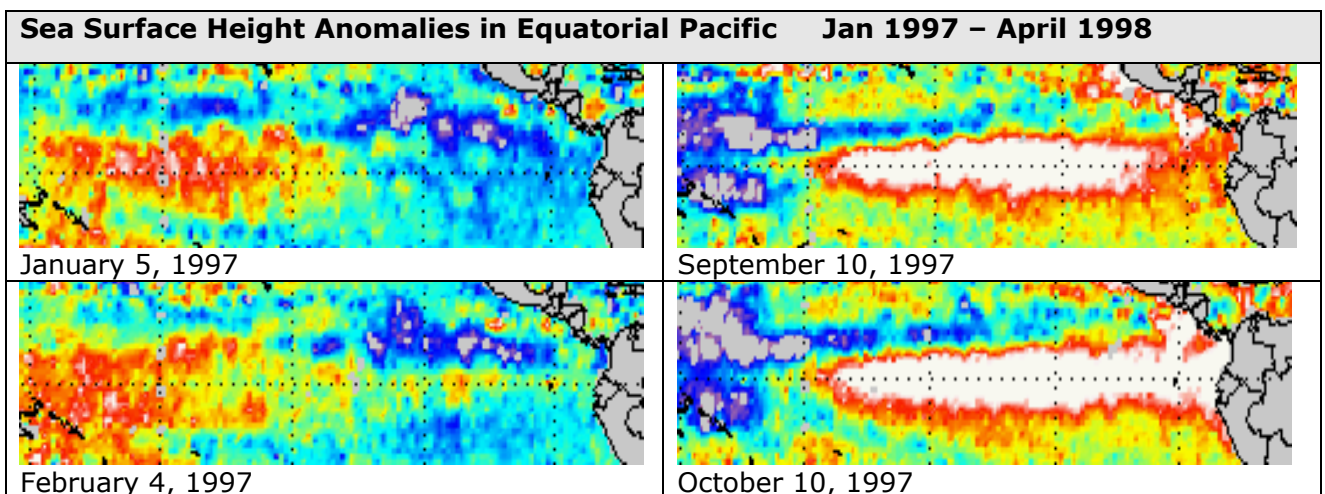 Sea Surface Height Anomalies in Equatorial Pacific Jan 1997 – April 1998
January 5, 1997
September 10, 1997
February 4, 1997
October 10, 1997